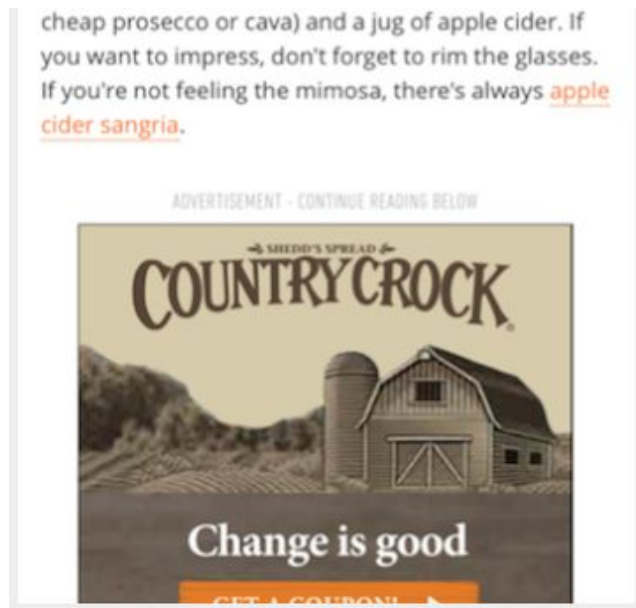 cheap prosecco or cava) and a jug of apple cider. If
you want to impress, don't forget to rim the glasses.
If you're not feeling the mimosa, there's always apple
cider sangria.
ADVERTISEMENT - CONTINUE READING BELOW
SHEDD'S SPREAD
COUNTRY CROCK®
Change is good
GET A COUPON!